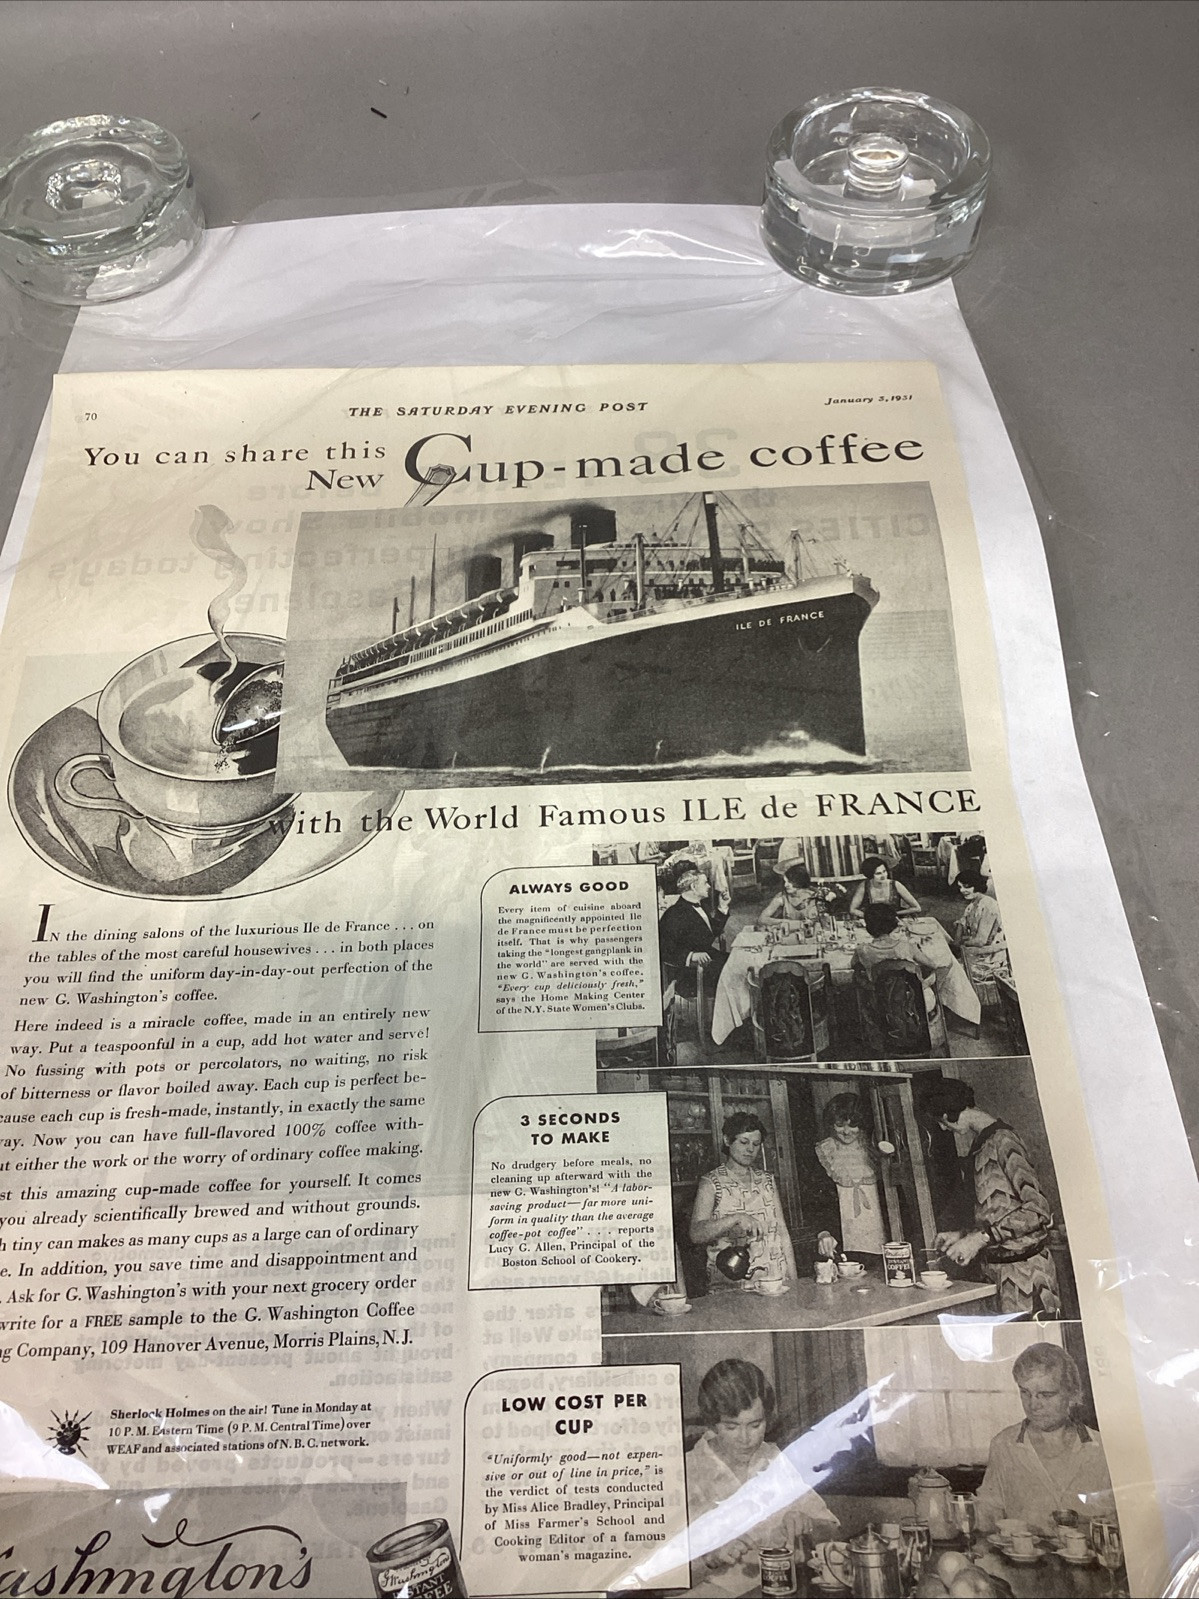 70
THE SATURDAY EVENING POST
January 3, 1931
You can share this
New Cup-made coffee
ILE DE FRANCE
with the World Famous ILE de FRANCE
IN the dining salons of the luxurious Ile de France . . . on
the tables of the most careful housewives . . . in both places
you will find the uniform day-in-day-out perfection of the
new G. Washington's coffee.
Here indeed is a miracle coffee, made in an entirely new
way. Put a teaspoonful in a cup, add hot water and serve!
No fussing with pots or percolators, no waiting, no risk
of bitterness or flavor boiled away. Each cup is perfect be-
cause each cup is fresh-made, instantly, in exactly the same
ay. Now you can have full-flavored 100% coffee with-
t either the work or the worry of ordinary coffee making.
st this amazing cup-made coffee for yourself. It comes
you already scientifically brewed and without grounds.
h tiny can makes as many cups as a large can of ordinary
e. In addition, you save time and disappointment and
. Ask for G. Washington's with your next grocery order
write for a FREE sample to the G. Washington Coffee
g Company, 109 Hanover Avenue, Morris Plains, N. J.
Sherlock Holmes on the air! Tune in Monday at
10 P. M. Eastern Time (9 P. M. Central Time) over
WEAF and associated stations of N. B. C. network.
ashington's
G Washington's
STANT
FEE
ALWAYS GOOD
Every item of cuisine aboard
the magnificently appointed Ile
de France must be perfection
itself. That is why passengers
taking the "longest gangplank in
the world" are served with the
new G. Washington's coffee.
"Every cup deliciously fresh,"
says the Home Making Center
of the N.Y. State Women's Clubs.
3 SECONDS
TO MAKE
No drudgery before meals, no
cleaning up afterward with the
new G. Washington's! "A labor-
saving product—far more uni-
form in quality than the average
coffee-pot coffee" . . . . reports
Lucy G. Allen, Principal of the
Boston School of Cookery.
COFFEE
LOW COST PER
CUP
"Uniformly good—not expen-
sive or out of line in price," is
the verdict of tests conducted
by Miss Alice Bradley, Principal
of Miss Farmer's School and
Cooking Editor of a famous
woman's magazine.